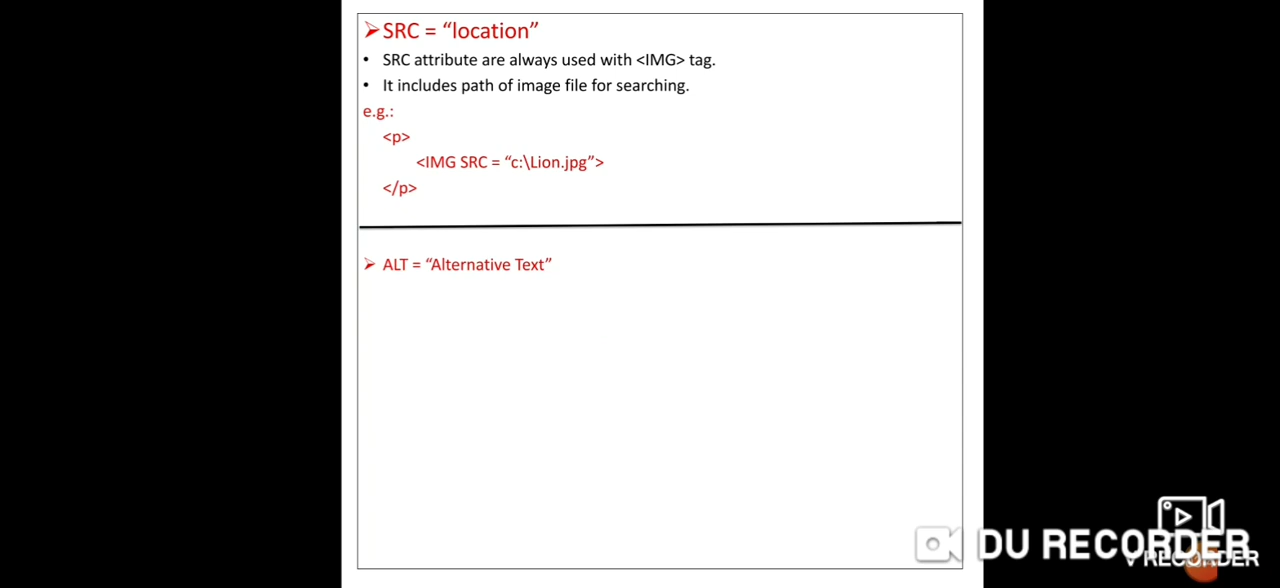 ➢SRC = “location”
• SRC attribute are always used with <IMG> tag.
• It includes path of image file for searching.
e.g.:
<p>
<IMG SRC = “c:\Lion.jpg”>
</p>
➢ ALT = “Alternative Text”
DU RECORDER
V RECORDER